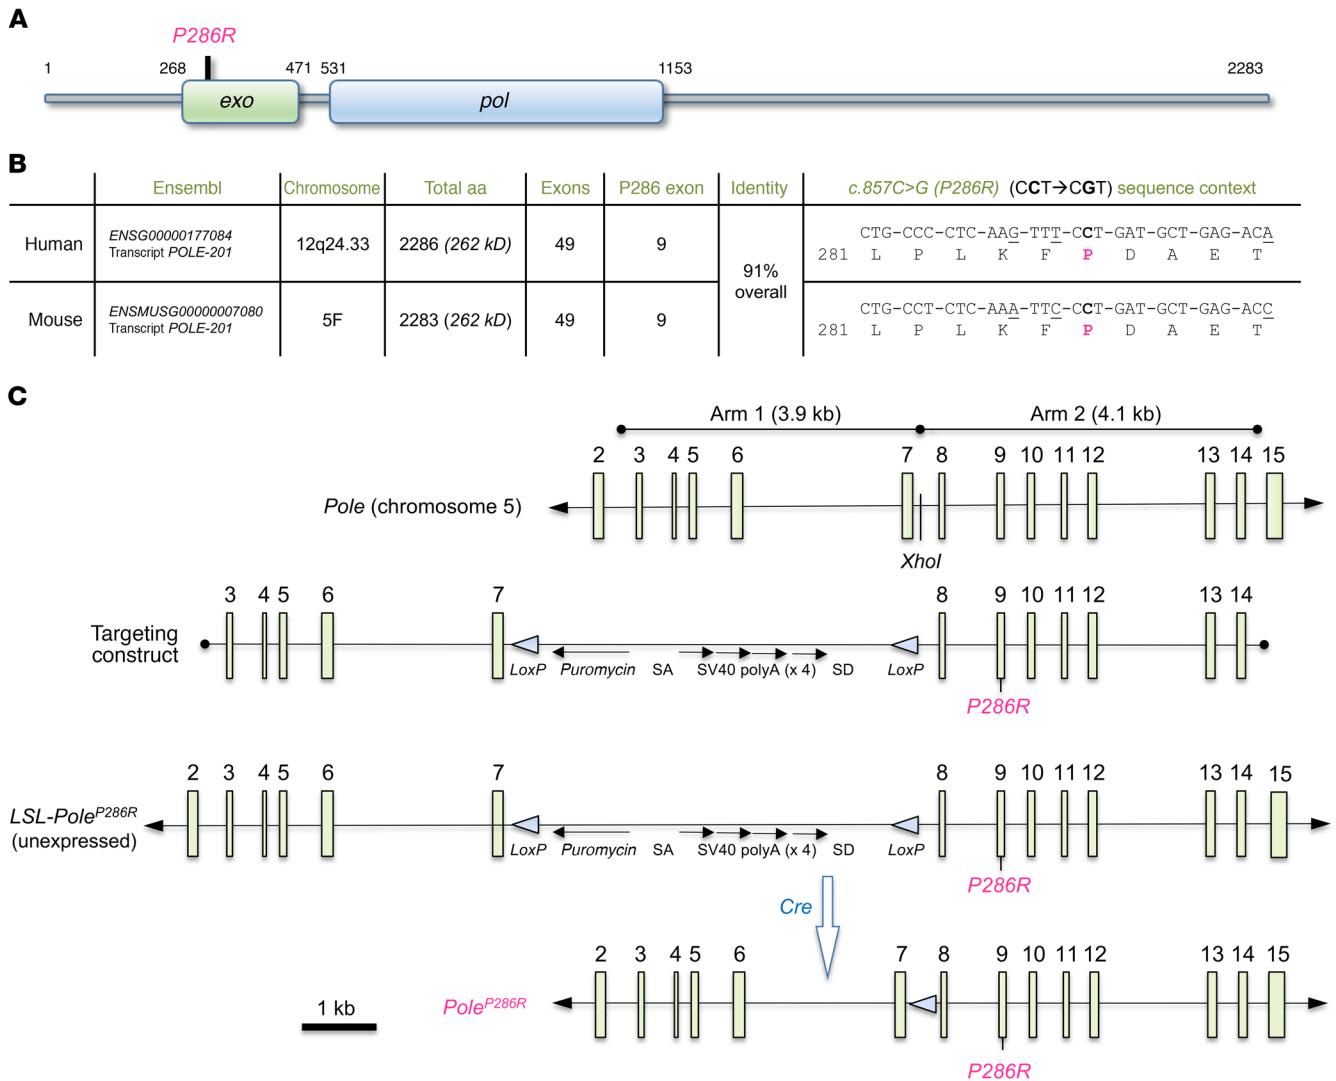 A
P286R
1 268 471 531 1153 2283
exo pol
B
Ensembl Chromosome Total aa Exons P286 exon Identity c.857C>G (P286R) (CCT→CGT) sequence context
Human ENSG00000177084 Transcript POLE-201 12q24.33 2286 (262 kD) 49 9
CTG-CCC-CTC-AAG-TTT-CCT-GAT-GCT-GAG-ACA
281 L P L K F P D A E T
91% overall
Mouse ENSMUSG00000007080 Transcript POLE-201 5F 2283 (262 kD) 49 9
CTG-CCT-CTC-AAA-TTC-CCT-GAT-GCT-GAG-ACC
281 L P L K F P D A E T
C
Arm 1 (3.9 kb) Arm 2 (4.1 kb)
2 3 4 5 6 7 8 9 10 11 12 13 14 15
Pole (chromosome 5)
XhoI
3 4 5 6 7 8 9 10 11 12 13 14
Targeting
construct
LoxP Puromycin SA SV40 polyA (x 4) SD LoxP
P286R
2 3 4 5 6 7 8 9 10 11 12 13 14 15
LSL-PoleP286R
(unexpressed)
LoxP Puromycin SA SV40 polyA (x 4) SD LoxP
P286R
Cre
2 3 4 5 6 7 8 9 10 11 12 13 14 15
1 kb
PoleP286R
P286R